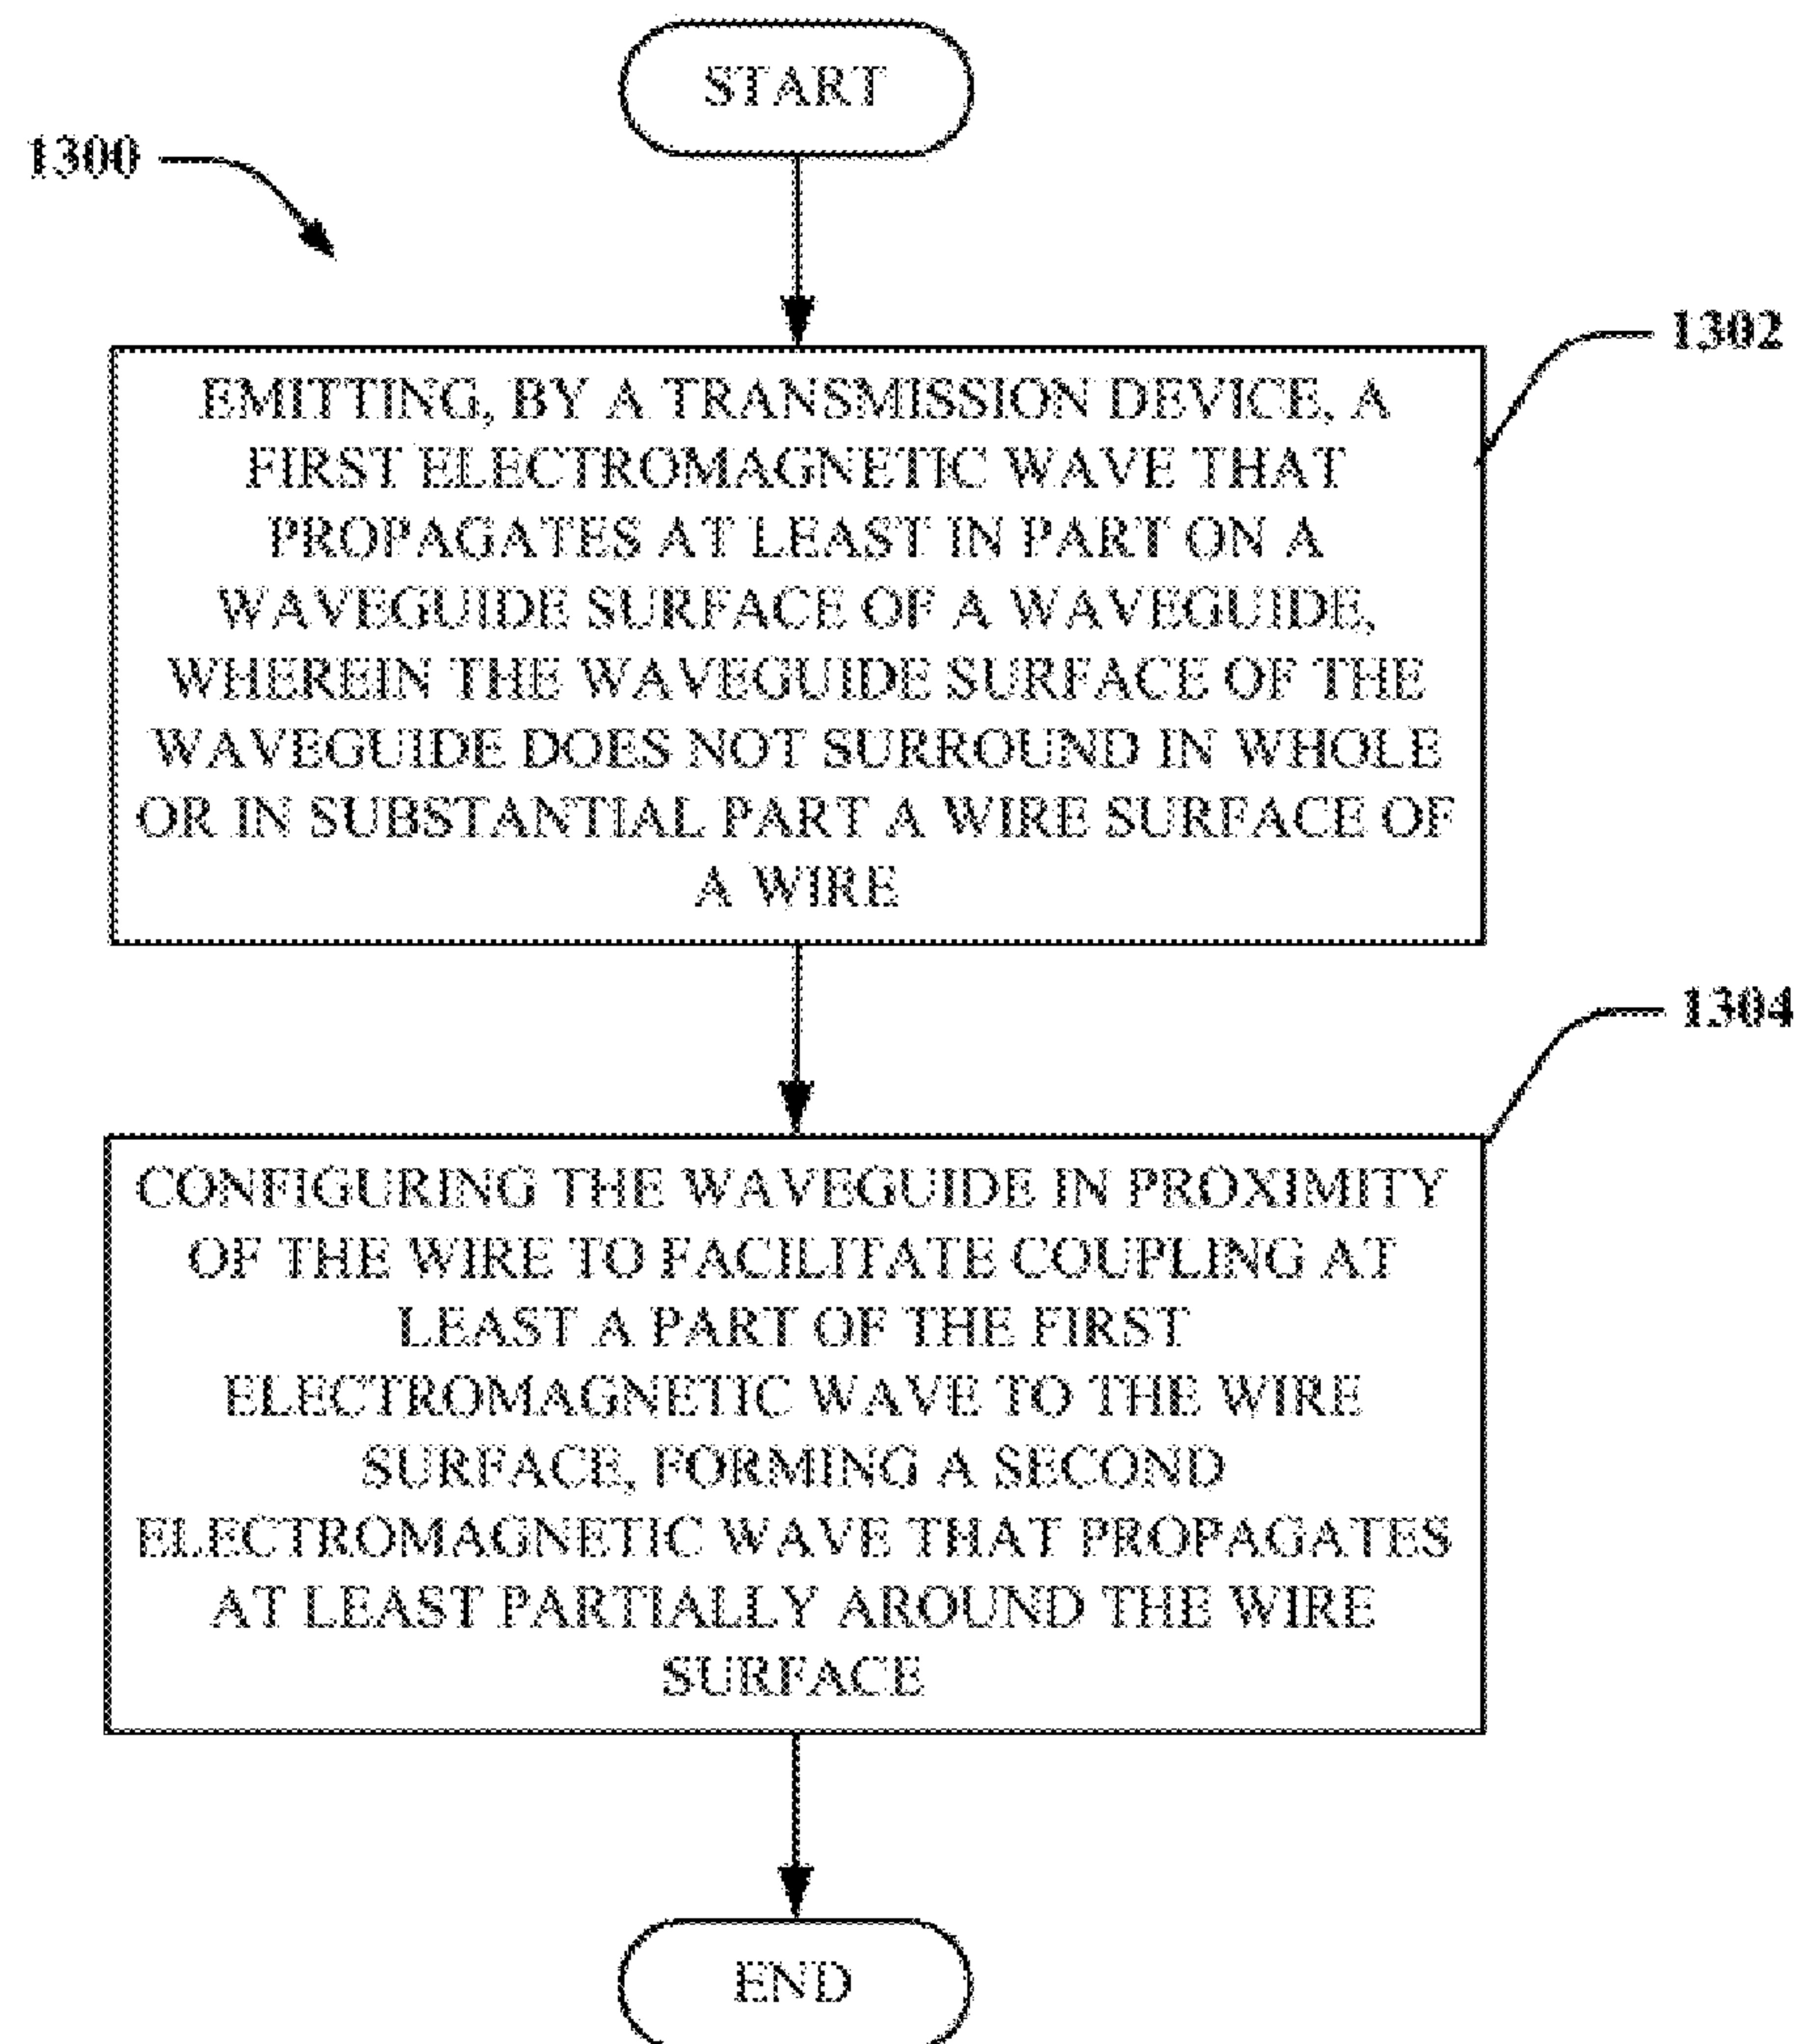 START
1300
1302
EMITTING, BY A TRANSMISSION DEVICE, A
FIRST ELECTROMAGNETIC WAVE THAT
PROPAGATES AT LEAST IN PART ON A
WAVEGUIDE SURFACE OF A WAVEGUIDE,
WHEREIN THE WAVEGUIDE SURFACE OF THE
WAVEGUIDE DOES NOT SURROUND IN WHOLE
OR IN SUBSTANTIAL PART A WIRE SURFACE OF
A WIRE
1304
CONFIGURING THE WAVEGUIDE IN PROXIMITY
OF THE WIRE TO FACILITATE COUPLING AT
LEAST A PART OF THE FIRST
ELECTROMAGNETIC WAVE TO THE WIRE
SURFACE, FORMING A SECOND
ELECTROMAGNETIC WAVE THAT PROPAGATES
AT LEAST PARTIALLY AROUND THE WIRE
SURFACE
END